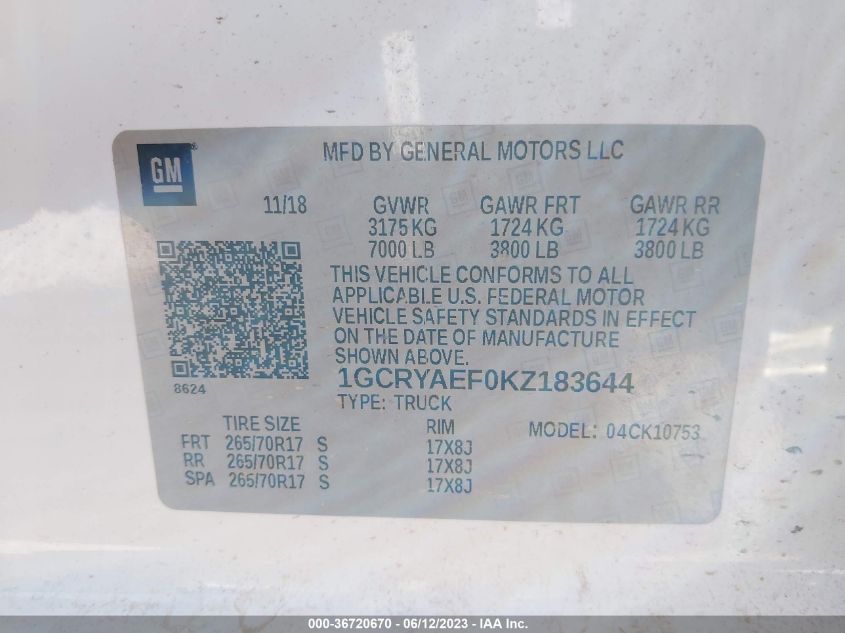 GM
MFD BY GENERAL MOTORS LLC
11/18 GVWR GAWR FRT GAWR RR
3175 KG 1724 KG 1724 KG
7000 LB 3800 LB 3800 LB
THIS VEHICLE CONFORMS TO ALL
APPLICABLE U.S. FEDERAL MOTOR
VEHICLE SAFETY STANDARDS IN EFFECT
ON THE DATE OF MANUFACTURE
SHOWN ABOVE.
8624
1GCRYAEF0KZ183644
TYPE: TRUCK
TIRE SIZE RIM MODEL: 04CK10753
FRT 265/70R17 S 17X8J
RR 265/70R17 S 17X8J
SPA 265/70R17 S 17X8J
000-36720670 - 06/12/2023 - IAA Inc.